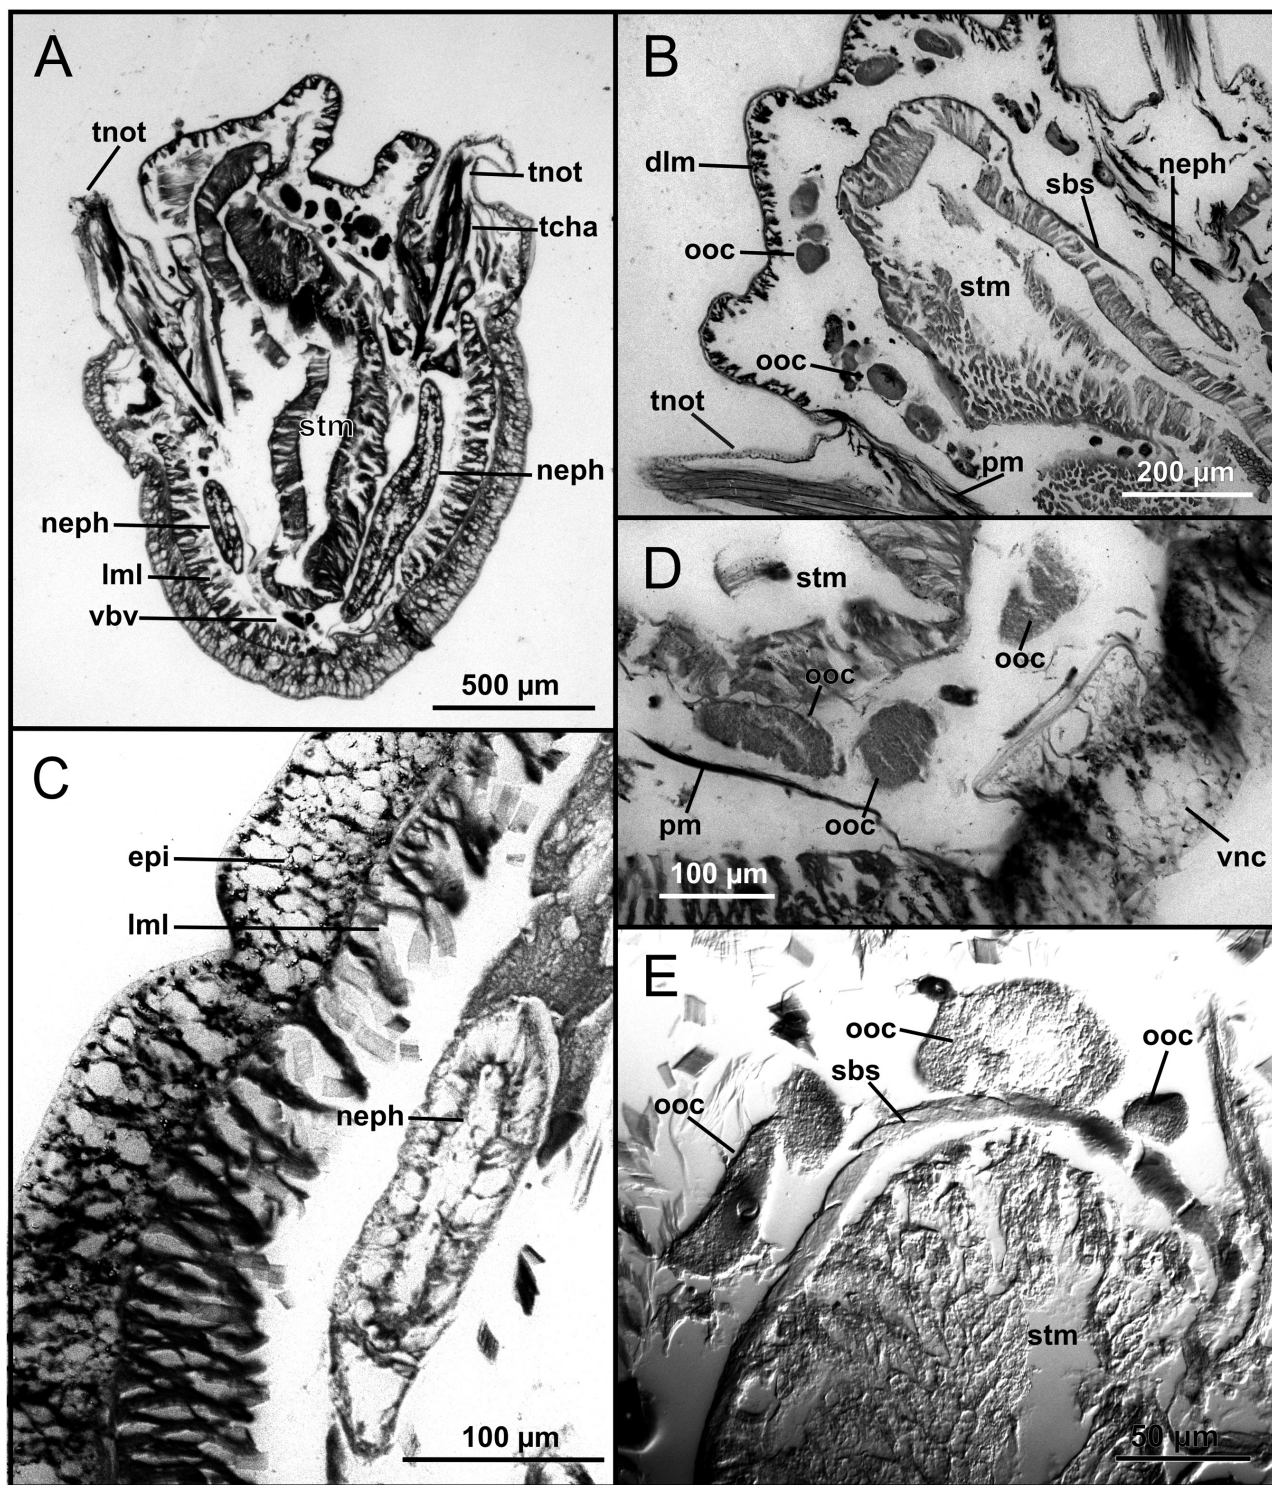 A
tnot
tnot
tcha
stm
neph
neph
lml
vbv
500 µm
B
dlm
neph
sbs
ooc
stm
ooc
tnot
pm
200 µm
C
epi
lml
neph
100 µm
D
stm
ooc
ooc
pm
ooc
vnc
100 µm
E
ooc
ooc
sbs
ooc
stm
50 µm